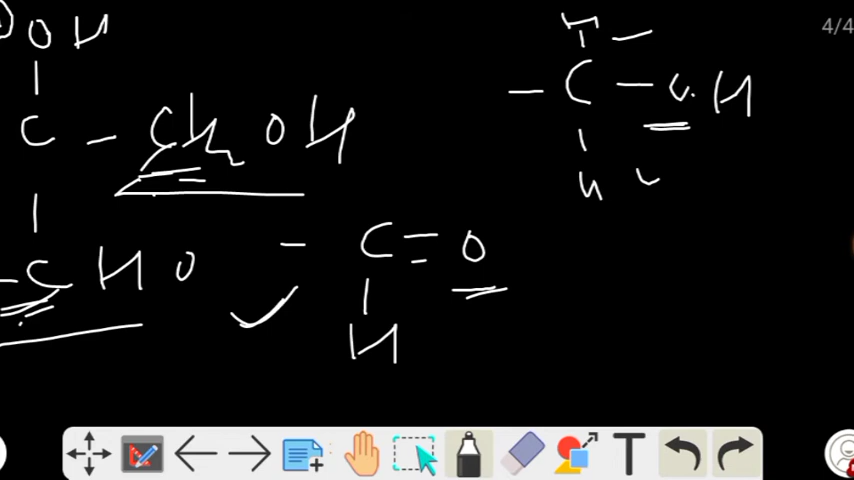 OH
H
4/4
C - CH2OH
- C - O.H
H
- CHO
- C = O
H
T